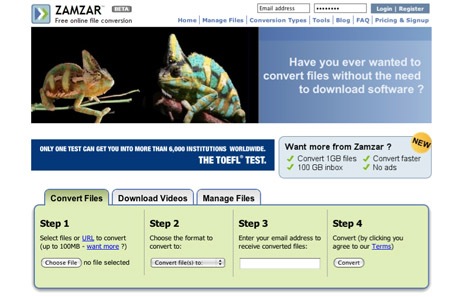 ZAMZAR™ BETA
Free online file conversion
Email address •••••••• Login | Register
Home | Manage Files | Conversion Types | Tools | Blog | FAQ | Pricing & Signup
Have you ever wanted to
convert files without the need
to download software ?
ONLY ONE TEST CAN GET YOU INTO MORE THAN 6,000 INSTITUTIONS WORLDWIDE.
THE TOEFL® TEST.
Want more from Zamzar ? NEW
Convert 1GB files Convert faster
100 GB inbox No ads
Convert Files Download Videos Manage Files
Step 1 Step 2 Step 3 Step 4
Select files or URL to convert Choose the format Enter your email address Convert (by clicking you
(up to 100MB - want more ?) to convert to: to receive converted files: agree to our Terms)
Choose File no file selected Convert file(s) to: Convert